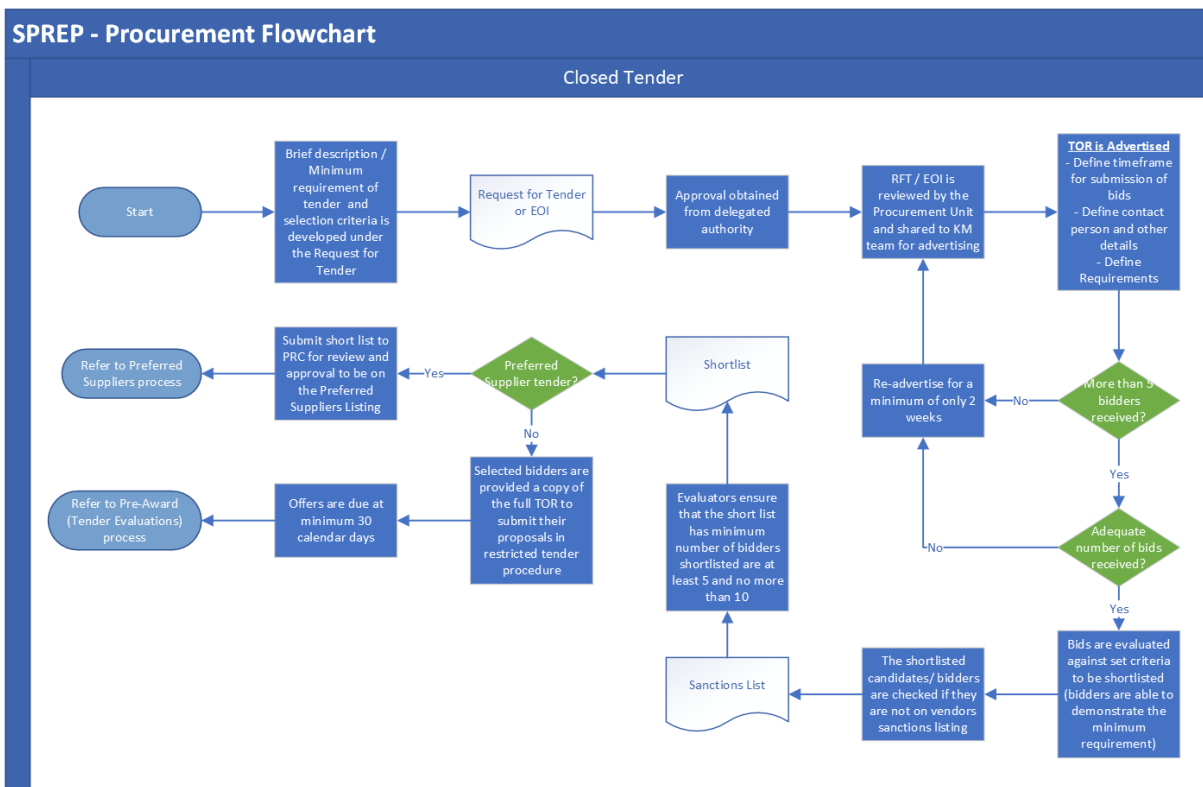 SPREP - Procurement Flowchart
Closed Tender
Start
Brief description /
Minimum
requirement of
tender and
selection criteria is
developed under
the Request for
Tender
Request for Tender
or EOI
Approval obtained
from delegated
authority
RFT / EOI is
reviewed by the
Procurement Unit
and shared to KM
team for advertising
TOR is Advertised
- Define timeframe
for submission of
bids
- Define contact
person and other
details
- Define
Requirements
Refer to Preferred
Suppliers process
Submit short list to
PRC for review and
approval to be on
the Preferred
Suppliers Listing
Yes
Preferred
Supplier tender?
No
Shortlist
Re-advertise for a
minimum of only 2
weeks
No
More than 5
bidders
received?
Yes
Refer to Pre-Award
(Tender Evaluations)
process
Offers are due at
minimum 30
calendar days
Selected bidders are
provided a copy of
the full TOR to
submit their
proposals in
restricted tender
procedure
Evaluators ensure
that the short list
has minimum
number of bidders
shortlisted are at
least 5 and no more
than 10
No
Adequate
number of bids
received?
Yes
Sanctions List
The shortlisted
candidates/ bidders
are checked if they
are not on vendors
sanctions listing
Bids are evaluated
against set criteria
to be shortlisted
(bidders are able to
demonstrate the
minimum
requirement)